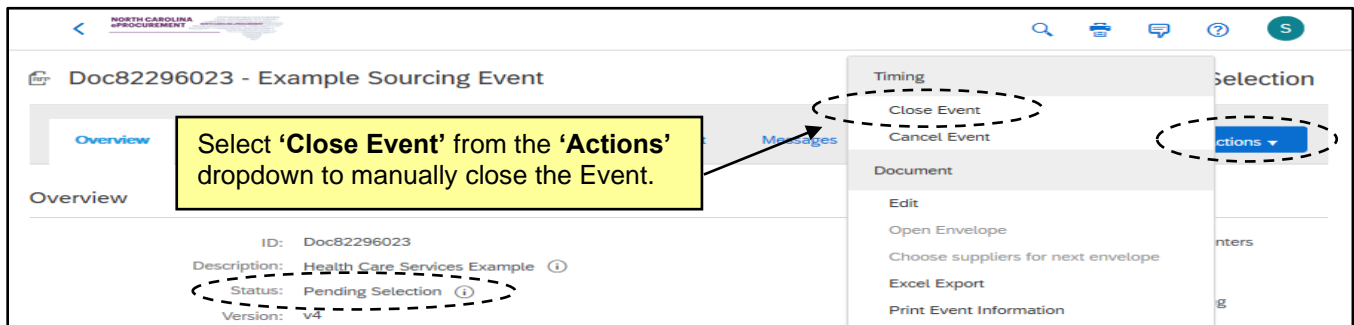 NORTH CAROLINA
ePROCUREMENT
S
RFP
Doc82296023 - Example Sourcing Event
Selection
Timing
Close Event
Cancel Event
Overview
Messages
ctions
Select ‘Close Event’ from the ‘Actions’
dropdown to manually close the Event.
Document
Overview
Edit
Open Envelope
ID: Doc82296023
nters
Choose suppliers for next envelope
Description: Health Care Services Example
Excel Export
Status: Pending Selection
Print Event Information
Version: v4